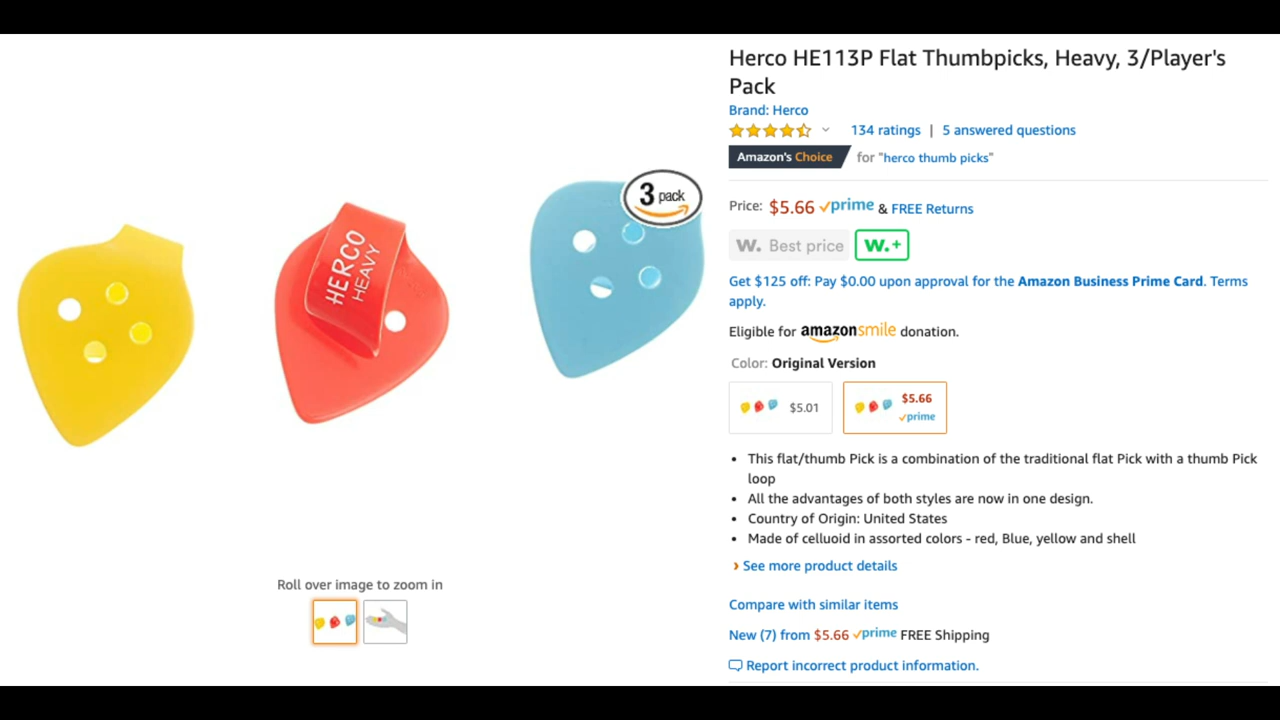 3 pack
HERCO
HEAVY
Roll over image to zoom in
Herco HE113P Flat Thumbpicks, Heavy, 3/Player's
Pack
Brand: Herco
134 ratings | 5 answered questions
Amazon's Choice for "herco thumb picks"
Price: $5.66 prime & FREE Returns
W. Best price W.+
Get $125 off: Pay $0.00 upon approval for the Amazon Business Prime Card. Terms
apply.
Eligible for amazonsmile donation.
Color: Original Version
$5.01
$5.66
prime
• This flat/thumb Pick is a combination of the traditional flat Pick with a thumb Pick
loop
• All the advantages of both styles are now in one design.
• Country of Origin: United States
• Made of celluoid in assorted colors - red, Blue, yellow and shell
› See more product details
Compare with similar items
New (7) from $5.66 prime FREE Shipping
Report incorrect product information.